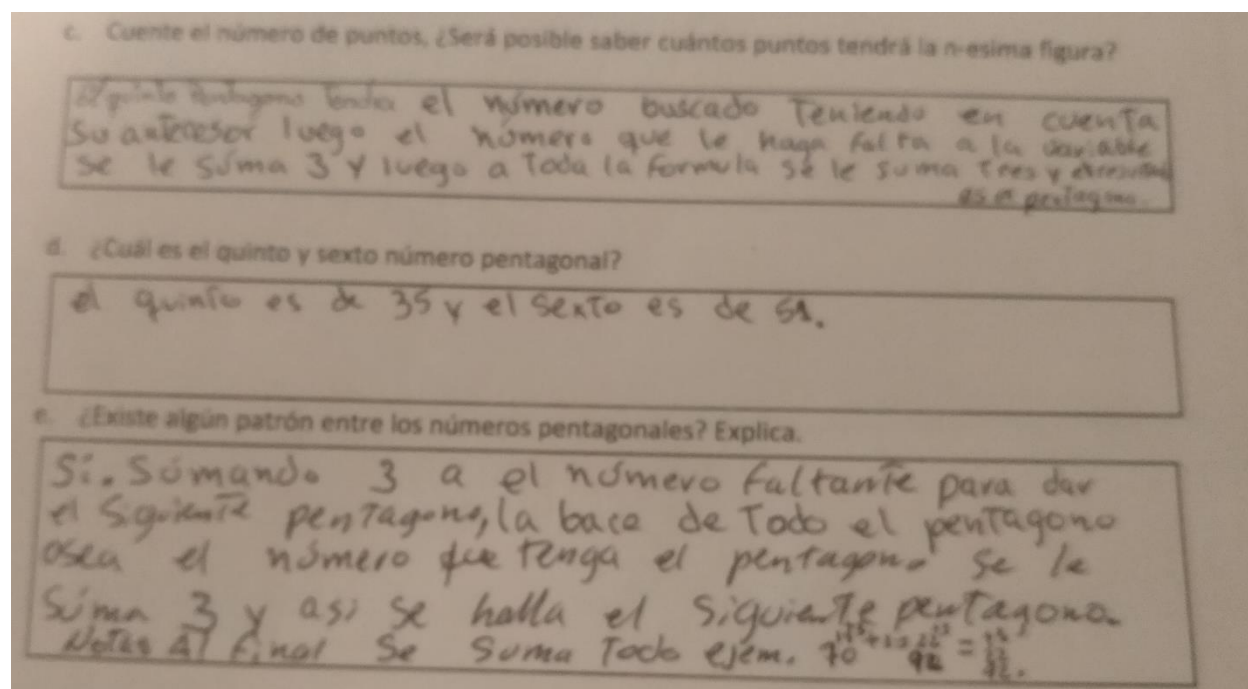 c. Cuente el número de puntos, ¿Será posible saber cuántos puntos tendrá la n-esima figura?
el número buscado Teniendo en cuenta
su antecesor luego el número que le haga falta a la variable
se le suma 3 y luego a Toda la formula se le suma tres y
es el pentagono.
d. ¿Cuál es el quinto y sexto número pentagonal?
el quinto es de 35 y el sexto es de 51.
e. ¿Existe algún patrón entre los números pentagonales? Explica.
Si. Sumando 3 a el número faltante para dar
el Siguiente pentagono, la bace de Todo el pentagono
osea el número que tenga el pentagono se le
suma 3 y asi se halla el siguiente pentagono.
Notas Al final se suma Todo ejem. 70